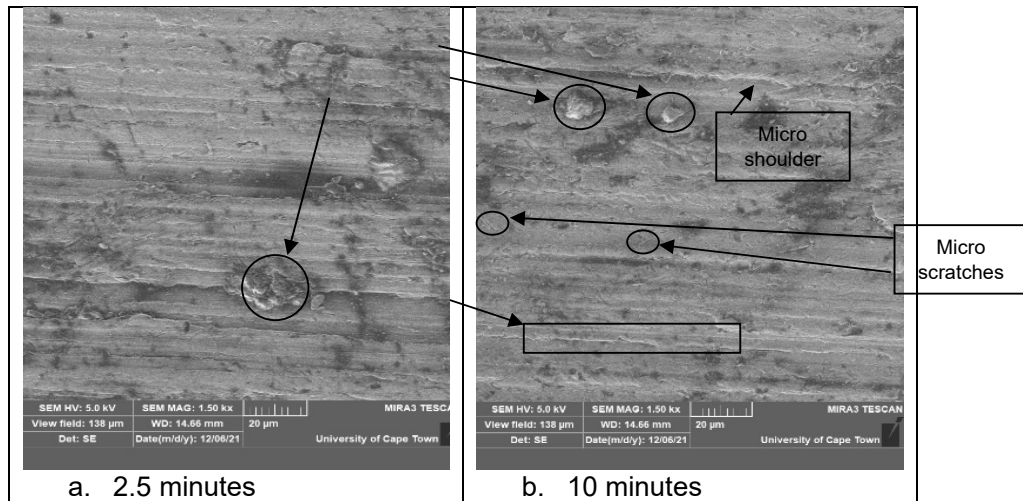 Micro
shoulder
Micro
scratches
SEM HV: 5.0 kV SEM MAG: 1.50 kx MIRA3 TESCAN
View field: 138 µm WD: 14.66 mm 20 µm
Det: SE Date(m/d/y): 12/06/21 University of Cape Town
SEM HV: 5.0 kV SEM MAG: 1.50 kx MIRA3 TESCAN
View field: 138 µm WD: 14.66 mm 20 µm
Det: SE Date(m/d/y): 12/06/21 University of Cape Town
a. 2.5 minutes
b. 10 minutes